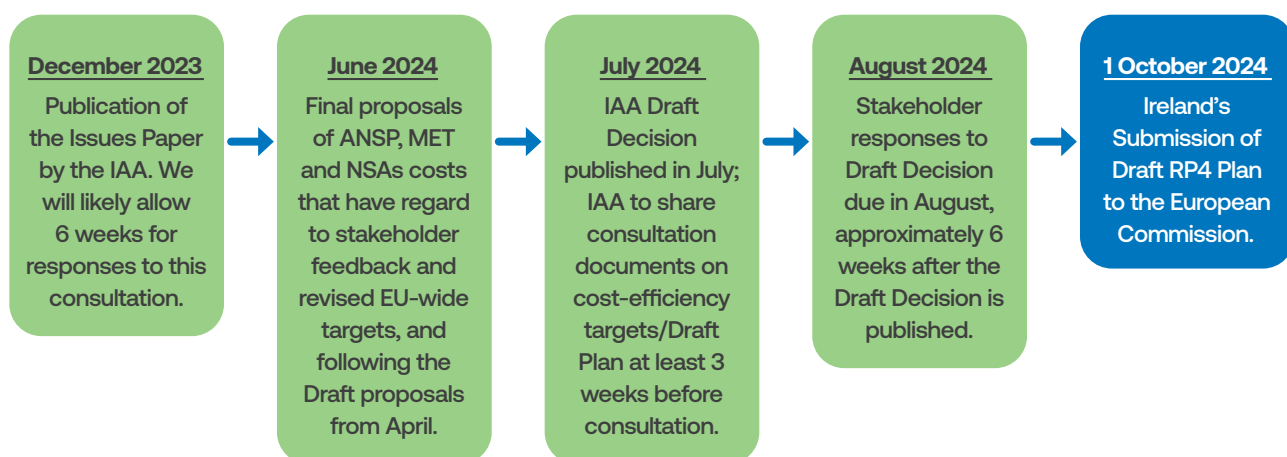 December 2023
Publication of
the Issues Paper
by the IAA. We
will likely allow
6 weeks for
responses to this
consultation.
June 2024
Final proposals
of ANSP, MET
and NSAs costs
that have regard
to stakeholder
feedback and
revised EU-wide
targets, and
following the
Draft proposals
from April.
July 2024
IAA Draft
Decision
published in July;
IAA to share
consultation
documents on
cost-efficiency
targets/Draft
Plan at least 3
weeks before
consultation.
August 2024
Stakeholder
responses to
Draft Decision
due in August,
approximately 6
weeks after the
Draft Decision is
published.
1 October 2024
Ireland’s
Submission of
Draft RP4 Plan
to the European
Commission.